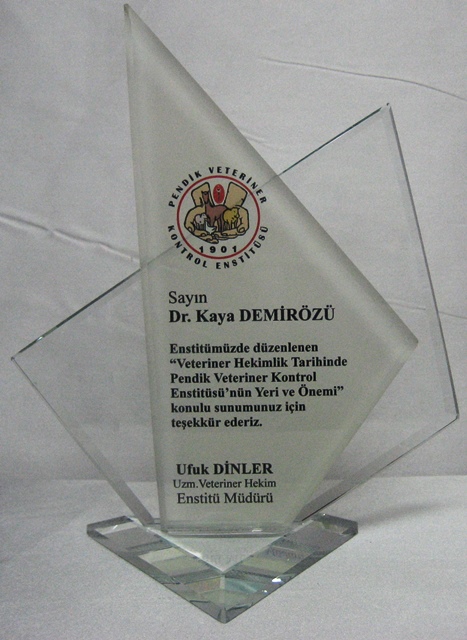 PENDİK VETERİNER
KONTROL ENSTİTÜSÜ
1901
Sayın
Dr. Kaya DEMİRÖZÜ
Enstitümüzde düzenlenen
“Veteriner Hekimlik Tarihinde
Pendik Veteriner Kontrol
Enstitüsü’nün Yeri ve Önemi”
konulu sunumunuz için
teşekkür ederiz.
Ufuk DİNLER
Uzm.Veteriner Hekim
Enstitü Müdürü